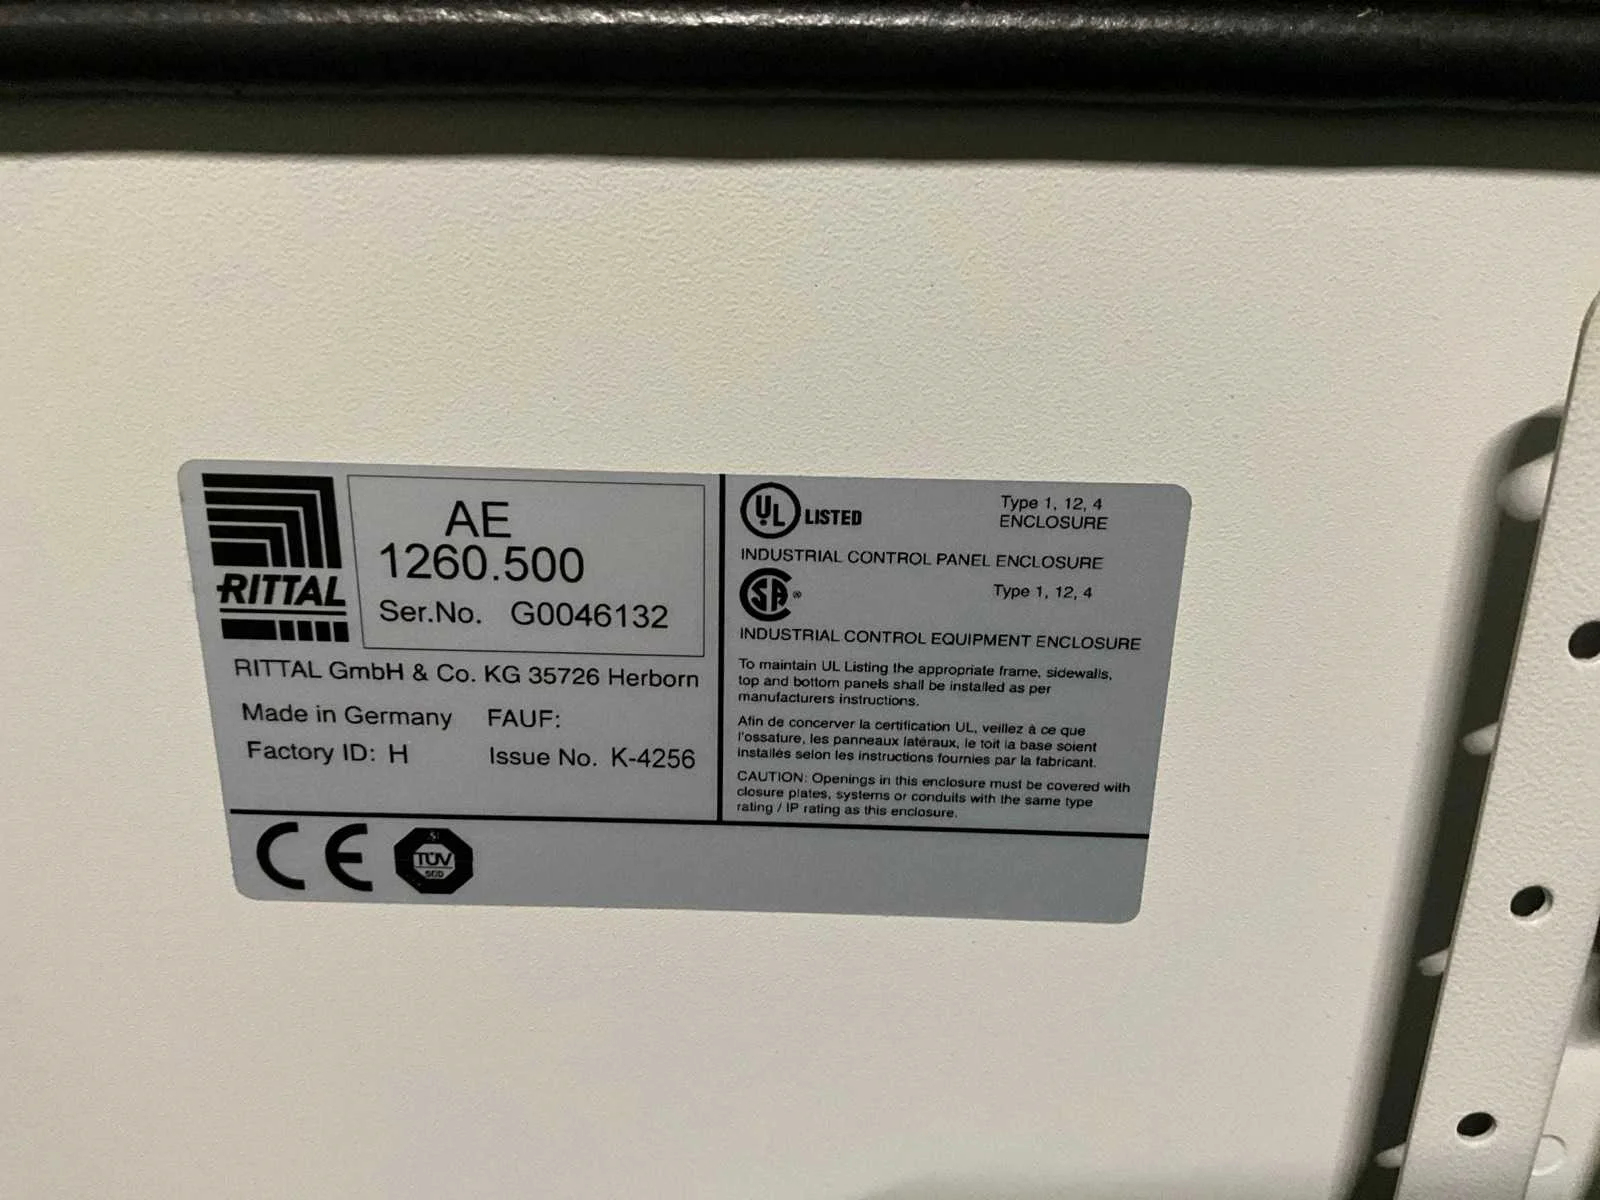 RITTAL
AE
1260.500
Ser.No. G0046132
RITTAL GmbH & Co. KG 35726 Herborn
Made in Germany FAUF:
Factory ID: H Issue No. K-4256
CE
TÜV
UL LISTED
Type 1, 12, 4
ENCLOSURE
INDUSTRIAL CONTROL PANEL ENCLOSURE
SA®
Type 1, 12, 4
INDUSTRIAL CONTROL EQUIPMENT ENCLOSURE
To maintain UL Listing the appropriate frame, sidewalls,
top and bottom panels shall be installed as per
manufacturers instructions.
Afin de concerver la certification UL, veillez à ce que
l'ossature, les panneaux latéraux, le toit la base soient
installés selon les instructions fournies par la fabricant.
CAUTION: Openings in this enclosure must be covered with
closure plates, systems or conduits with the same type
rating / IP rating as this enclosure.